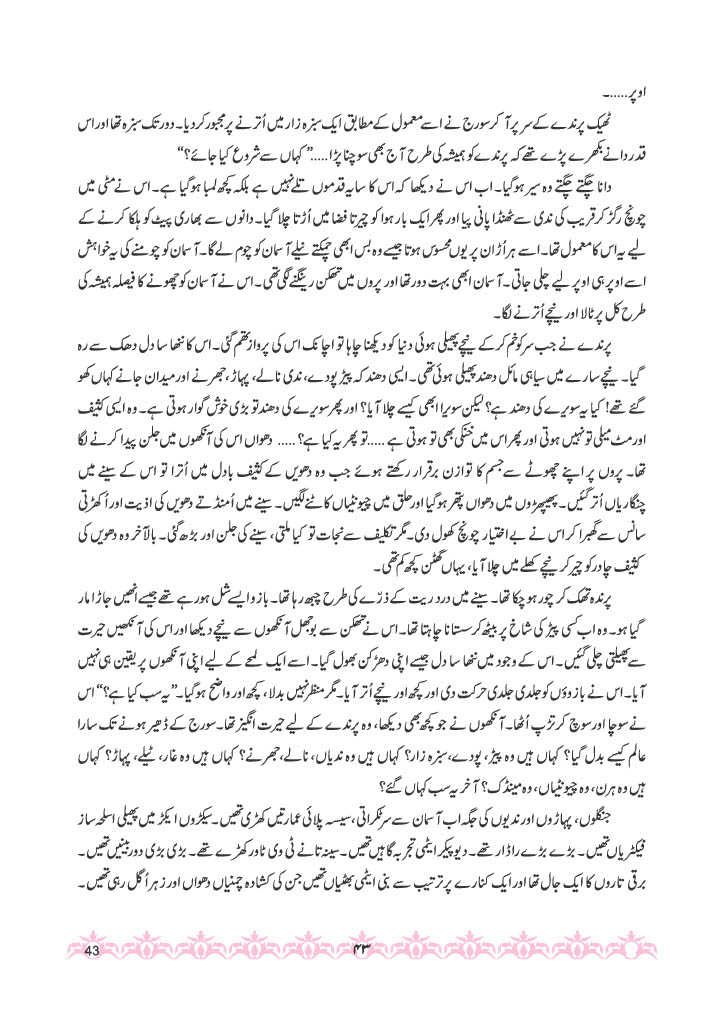 اوپر.....۔
ٹھیک پرندے کے سر پر آ کر سورج نے اسے معمول کے مطابق ایک سبزہ زار میں اُترنے پر مجبور کر دیا۔ دور تک سبزہ تھا اور اس
قدر دانے بکھرے پڑے تھے کہ پرندے کو ہمیشہ کی طرح آج بھی سوچنا پڑا.....” کہاں سے شروع کیا جائے؟“
دانا چگتے چگتے وہ سیر ہو گیا۔ اب اس نے دیکھا کہ اس کا سایہ قدموں تلے نہیں ہے بلکہ کچھ لمبا ہو گیا ہے۔ اس نے مٹی میں
چونچ رگڑ کر قریب کی ندی سے ٹھنڈا پانی پیا اور پھر ایک بار ہوا کو چیرتا فضا میں اُڑتا چلا گیا۔ دانوں سے بھاری پیٹ کو ہلکا کرنے کے
لیے یہ اس کا معمول تھا۔ اسے ہر اُڑان پر یوں محسوس ہوتا جیسے وہ بس ابھی چمکتے نیلے آسمان کو چوم لے گا۔ آسمان کو چومنے کی یہ خواہش
اسے اوپر ہی اوپر لیے چلی جاتی۔ آسمان ابھی بہت دور تھا اور پروں میں تھکن رینگنے لگی تھی۔ اس نے آسمان کو چھونے کا فیصلہ ہمیشہ کی
طرح کل پر ٹالا اور نیچے اُترنے لگا۔
پرندے نے جب سر کو خم کر کے نیچے پھیلی ہوئی دنیا کو دیکھنا چاہا تو اچانک اس کی پرواز تھم گئی۔ اس کا ننھا سا دل دھک سے رہ
گیا۔ نیچے سارے میں سیاہی مائل دھند پھیلی ہوئی تھی۔ ایسی دھند کہ پیڑ پودے، ندی نالے، پہاڑ، جھرنے اور میدان جانے کہاں کھو
گئے تھے! کیا یہ سویرے کی دھند ہے؟ لیکن سویرا ابھی کیسے چلا آیا؟ اور پھر سویرے کی دھند تو بڑی خوش گوار ہوتی ہے۔ وہ ایسی کثیف
اور مٹ میلی تو نہیں ہوتی اور پھر اس میں خنکی بھی تو ہوتی ہے .....تو پھر یہ کیا ہے؟ ..... دھواں اس کی آنکھوں میں جلن پیدا کرنے لگا
تھا۔ پروں پر اپنے چھوٹے سے جسم کا توازن برقرار رکھتے ہوئے جب وہ دھویں کے کثیف بادل میں اُترا تو اس کے سینے میں
چنگاریاں اُتر گئیں۔ پھیپھڑوں میں دھواں پتھر ہو گیا اور حلق میں چیونٹیاں کاٹنے لگیں۔ سینے میں اُمنڈتے دھویں کی اذیت اور اُکھڑتی
سانس سے گھبرا کر اس نے بے اختیار چونچ کھول دی۔ مگر تکلیف سے نجات تو کیا ملتی، سینے کی جلن اور بڑھ گئی۔ بالآخر وہ دھویں کی
کثیف چادر کو چیر کر نیچے کھلے میں چلا آیا، یہاں گھٹن کچھ کم تھی۔
پرندہ تھک کر چور ہو چکا تھا۔ سینے میں درد ریت کے ذرّے کی طرح چبھ رہا تھا۔ بازو ایسے شل ہو رہے تھے جیسے انھیں جاڑا مار
گیا ہو۔ وہ اب کسی پیڑ کی شاخ پر بیٹھ کر سستانا چاہتا تھا۔ اس نے تھکن سے بوجھل آنکھوں سے نیچے دیکھا اور اس کی آنکھیں حیرت
سے پھیلتی چلی گئیں۔ اس کے وجود میں ننھا سا دل جیسے اپنی دھڑکن بھول گیا۔ اسے ایک لمحے کے لیے اپنی آنکھوں پر یقین ہی نہیں
آیا۔ اس نے بازوؤں کو جلدی جلدی حرکت دی اور کچھ اور نیچے اُتر آیا۔ مگر منظر نہیں بدلا، کچھ اور واضح ہو گیا۔ ”یہ سب کیا ہے؟“ اس
نے سوچا اور سوچ کر تڑپ اُٹھا۔ آنکھوں نے جو کچھ بھی دیکھا، وہ پرندے کے لیے حیرت انگیز تھا۔ سورج کے ڈھیر ہونے تک سارا
عالم کیسے بدل گیا؟ کہاں ہیں وہ پیڑ، پودے، سبزہ زار؟ کہاں ہیں وہ ندیاں، نالے، جھرنے؟ کہاں ہیں وہ غار، ٹیلے، پہاڑ؟ کہاں
ہیں وہ ہرن، وہ چیونٹیاں، وہ مینڈک؟ آخر یہ سب کہاں گئے؟
جنگلوں، پہاڑوں اور ندیوں کی جگہ اب آسمان سے سر ٹکراتی، سیسہ پلائی عمارتیں کھڑی تھیں۔ سیکڑوں ایکڑ میں پھیلی اسلحہ ساز
فیکٹریاں تھیں۔ بڑے بڑے راڈار تھے۔ دیو پیکر ایٹمی تجربہ گاہیں تھیں۔ سینہ تانے ٹی وی ٹاور کھڑے تھے۔ بڑی بڑی دوربینیں تھیں۔
برقی تاروں کا ایک جال تھا اور ایک کنارے پر ترتیب سے بنی ایٹمی بھٹیاں تھیں جن کی کشادہ چمنیاں دھواں اور زہر اُگل رہی تھیں۔
۴۳
43